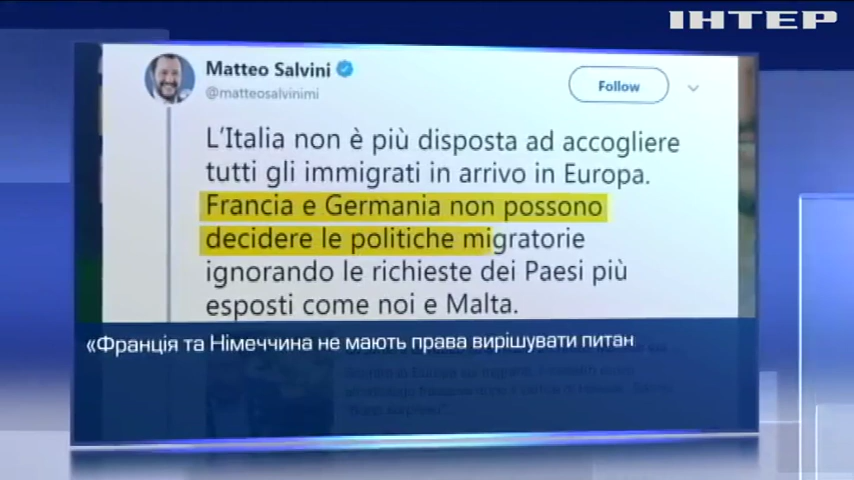 ІНТЕР
Matteo Salvini
@matteosalvinimi
Follow
L'Italia non è più disposta ad accogliere
tutti gli immigrati in arrivo in Europa.
Francia e Germania non possono
decidere le politiche migratorie
ignorando le richieste dei Paesi più
esposti come noi e Malta.
«Франція та Німеччина не мають права вирішувати питан